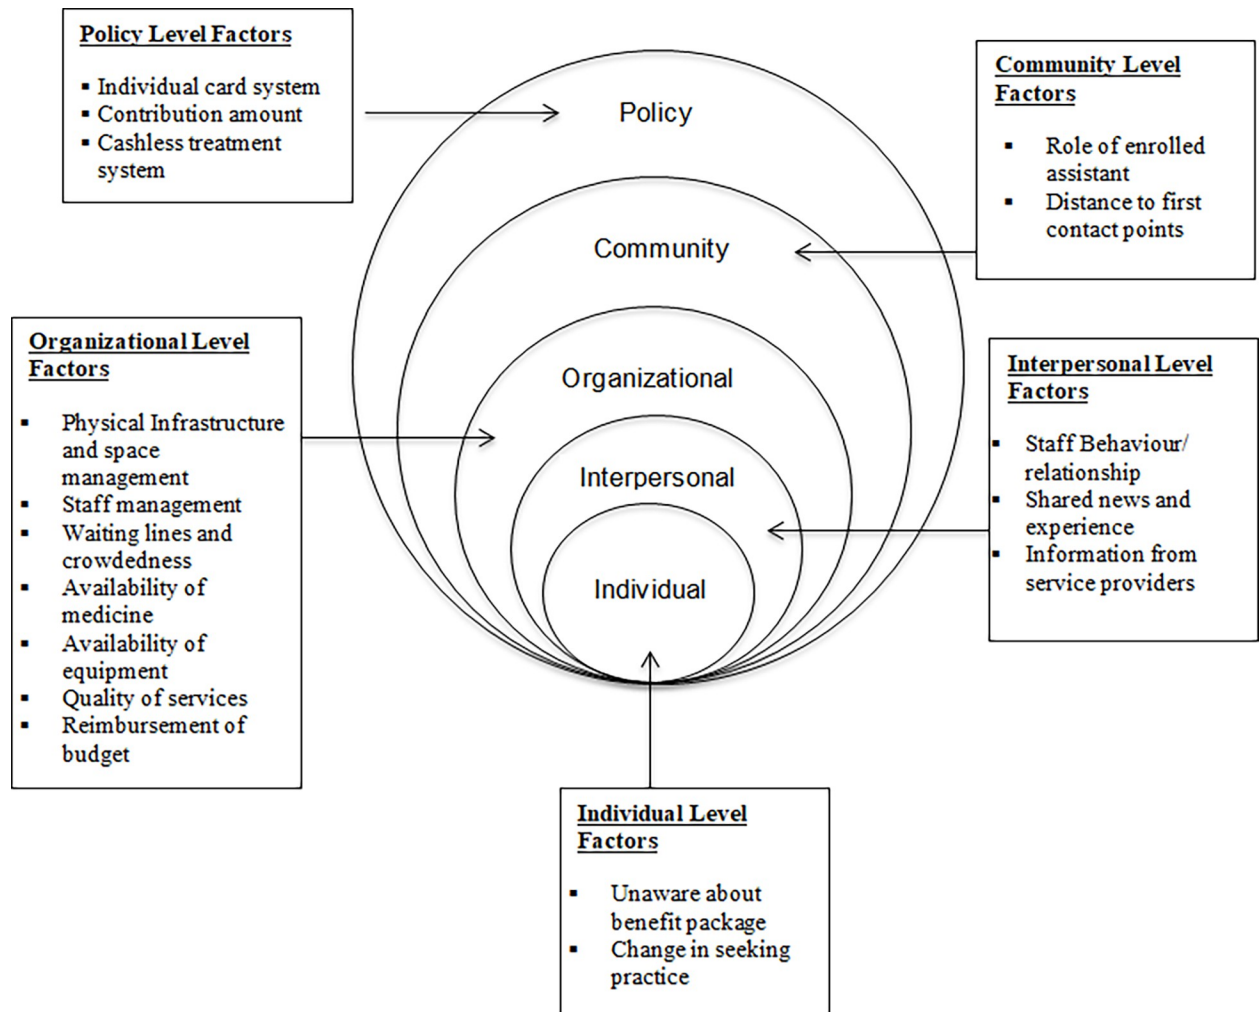 Policy Level Factors
▪ Individual card system
▪ Contribution amount
▪ Cashless treatment
system
Policy
Community Level
Factors
▪ Role of enrolled
assistant
▪ Distance to first
contact points
Community
Organizational Level
Factors
▪ Physical Infrastructure
and space
management
▪ Staff management
▪ Waiting lines and
crowdedness
▪ Availability of
medicine
▪ Availability of
equipment
▪ Quality of services
▪ Reimbursement of
budget
Organizational
Interpersonal Level
Factors
▪ Staff Behaviour/
relationship
▪ Shared news and
experience
▪ Information from
service providers
Interpersonal
Individual
Individual Level
Factors
▪ Unaware about
benefit package
▪ Change in seeking
practice